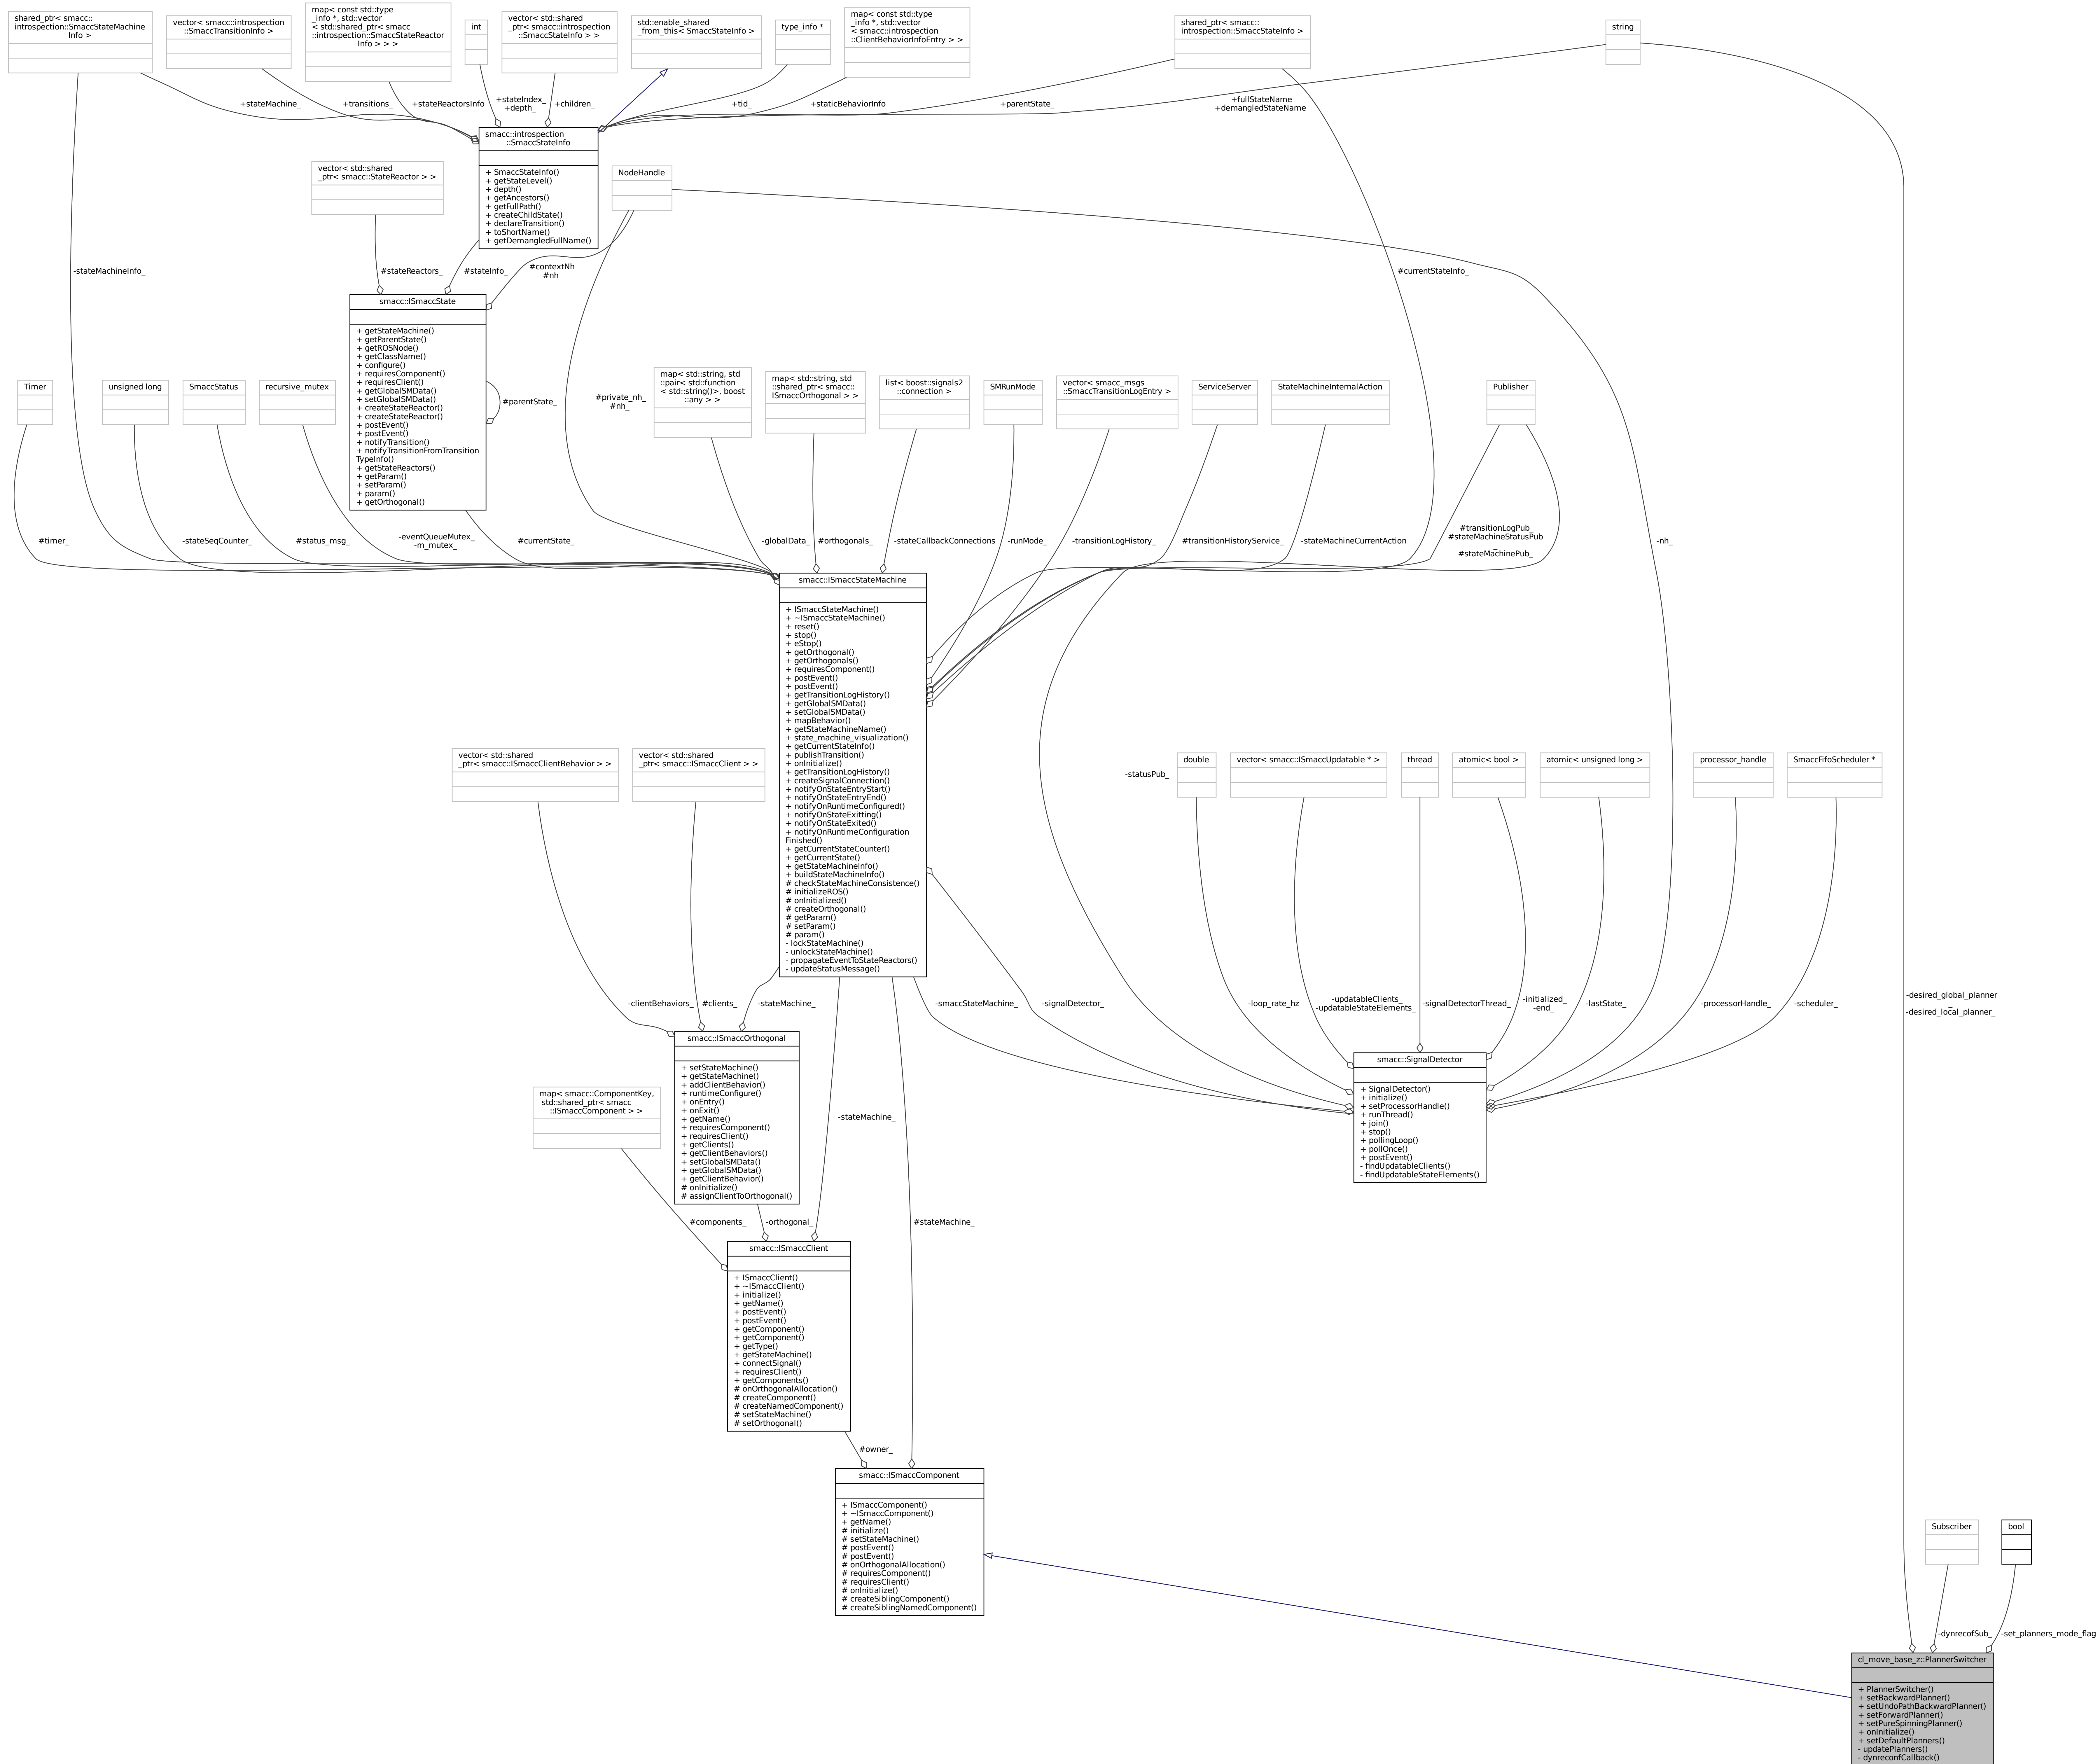 shared_ptr< smacc::
introspection::SmaccStateMachine
Info >
vector< smacc::introspection
::SmaccTransitionInfo >
map< const std::type
_info *, std::vector
< std::shared_ptr< smacc
::introspection::SmaccStateReactor
Info > > >
int
vector< std::shared
_ptr< smacc::introspection
::SmaccStateInfo > >
std::enable_shared
_from_this< SmaccStateInfo >
type_info *
map< const std::type
_info *, std::vector
< smacc::introspection
::ClientBehaviorInfoEntry > >
shared_ptr< smacc::
introspection::SmaccStateInfo >
string
+stateMachine_
+transitions_
+stateReactorsInfo
+stateIndex_
+depth_
+children_
+tid_
+staticBehaviorInfo
+parentState_
+fullStateName
+demangledStateName
smacc::introspection
::SmaccStateInfo
+ SmaccStateInfo()
+ getStateLevel()
+ depth()
+ getAncestors()
+ getFullPath()
+ createChildState()
+ declareTransition()
+ toShortName()
+ getDemangledFullName()
vector< std::shared
_ptr< smacc::StateReactor > >
NodeHandle
-stateMachineInfo_
#stateReactors_
#stateInfo_
#contextNh
#nh
#currentStateInfo_
smacc::ISmaccState
+ getStateMachine()
+ getParentState()
+ getROSNode()
+ getClassName()
+ configure()
+ requiresComponent()
+ requiresClient()
+ getGlobalSMData()
+ setGlobalSMData()
+ createStateReactor()
+ createStateReactor()
+ postEvent()
+ postEvent()
+ notifyTransition()
+ notifyTransitionFromTransition
TypeInfo()
+ getStateReactors()
+ getParam()
+ setParam()
+ param()
+ getOrthogonal()
#parentState_
#private_nh_
#nh_
Timer
unsigned long
SmaccStatus
recursive_mutex
map< std::string, std
::pair< std::function
< std::string()>, boost
::any > >
map< std::string, std
::shared_ptr< smacc::
ISmaccOrthogonal > >
list< boost::signals2
::connection >
SMRunMode
vector< smacc_msgs
::SmaccTransitionLogEntry >
ServiceServer
StateMachineInternalAction
Publisher
#timer_
-stateSeqCounter_
#status_msg_
-eventQueueMutex_
-m_mutex_
#currentState_
-globalData_
#orthogonals_
-stateCallbackConnections
-runMode_
-transitionLogHistory_
#transitionHistoryService_
-stateMachineCurrentAction
#transitionLogPub_
#stateMachineStatusPub
_
#stateMachinePub_
-nh_
smacc::ISmaccStateMachine
+ ISmaccStateMachine()
+ ~ISmaccStateMachine()
+ reset()
+ stop()
+ eStop()
+ getOrthogonal()
+ getOrthogonals()
+ requiresComponent()
+ postEvent()
+ postEvent()
+ getTransitionLogHistory()
+ getGlobalSMData()
+ setGlobalSMData()
+ mapBehavior()
+ getStateMachineName()
+ state_machine_visualization()
+ getCurrentStateInfo()
+ publishTransition()
+ onInitialize()
+ getTransitionLogHistory()
+ createSignalConnection()
+ notifyOnStateEntryStart()
+ notifyOnStateEntryEnd()
+ notifyOnRuntimeConfigured()
+ notifyOnStateExitting()
+ notifyOnStateExited()
+ notifyOnRuntimeConfiguration
Finished()
+ getCurrentStateCounter()
+ getCurrentState()
+ getStateMachineInfo()
+ buildStateMachineInfo()
# checkStateMachineConsistence()
# initializeROS()
# onInitialized()
# createOrthogonal()
# getParam()
# setParam()
# param()
- lockStateMachine()
- unlockStateMachine()
- propagateEventToStateReactors()
- updateStatusMessage()
vector< std::shared
_ptr< smacc::ISmaccClientBehavior > >
vector< std::shared
_ptr< smacc::ISmaccClient > >
-statusPub_
double
vector< smacc::ISmaccUpdatable * >
thread
atomic< bool >
atomic< unsigned long >
processor_handle
SmaccFifoScheduler *
-clientBehaviors_
#clients_
-stateMachine_
-smaccStateMachine_
-signalDetector_
-loop_rate_hz
-updatableClients_
-updatableStateElements_
-signalDetectorThread_
-initialized_
-end_
-lastState_
-processorHandle_
-scheduler_
-desired_global_planner
_
-desired_local_planner_
smacc::ISmaccOrthogonal
+ setStateMachine()
+ getStateMachine()
+ addClientBehavior()
+ runtimeConfigure()
+ onEntry()
+ onExit()
+ getName()
+ requiresComponent()
+ requiresClient()
+ getClients()
+ getClientBehaviors()
+ setGlobalSMData()
+ getGlobalSMData()
+ getClientBehavior()
# onInitialize()
# assignClientToOrthogonal()
smacc::SignalDetector
+ SignalDetector()
+ initialize()
+ setProcessorHandle()
+ runThread()
+ join()
+ stop()
+ pollingLoop()
+ pollOnce()
+ postEvent()
- findUpdatableClients()
- findUpdatableStateElements()
map< smacc::ComponentKey,
std::shared_ptr< smacc
::ISmaccComponent > >
-stateMachine_
#components_
-orthogonal_
#stateMachine_
smacc::ISmaccClient
+ ISmaccClient()
+ ~ISmaccClient()
+ initialize()
+ getName()
+ postEvent()
+ postEvent()
+ getComponent()
+ getComponent()
+ getType()
+ getStateMachine()
+ connectSignal()
+ requiresClient()
+ getComponents()
# onOrthogonalAllocation()
# createComponent()
# createNamedComponent()
# setStateMachine()
# setOrthogonal()
#owner_
smacc::ISmaccComponent
+ ISmaccComponent()
+ ~ISmaccComponent()
+ getName()
# initialize()
# setStateMachine()
# postEvent()
# postEvent()
# onOrthogonalAllocation()
# requiresComponent()
# requiresClient()
# onInitialize()
# createSiblingComponent()
# createSiblingNamedComponent()
Subscriber
bool
-dynrecofSub_
-set_planners_mode_flag
cl_move_base_z::PlannerSwitcher
+ PlannerSwitcher()
+ setBackwardPlanner()
+ setUndoPathBackwardPlanner()
+ setForwardPlanner()
+ setPureSpinningPlanner()
+ onInitialize()
+ setDefaultPlanners()
- updatePlanners()
- dynreconfCallback()